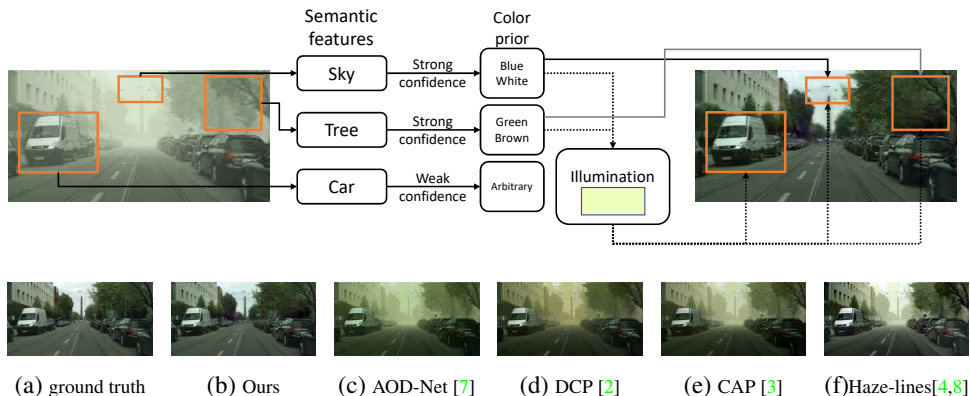 Semantic
features
Color
prior
Sky
Strong
confidence
Blue
White
Tree
Strong
confidence
Green
Brown
Car
Weak
confidence
Arbitrary
Illumination
(a) ground truth
(b) Ours
(c) AOD-Net [7]
(d) DCP [2]
(e) CAP [3]
(f)Haze-lines[4,8]